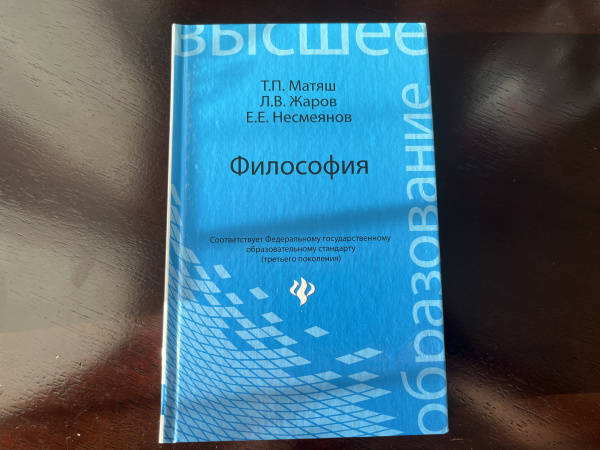 высшее
образование
Т.П. Матяш
Л.В. Жаров
Е.Е. Несмеянов
Философия
Соответствует Федеральному государственному
образовательному стандарту
(третьего поколения)